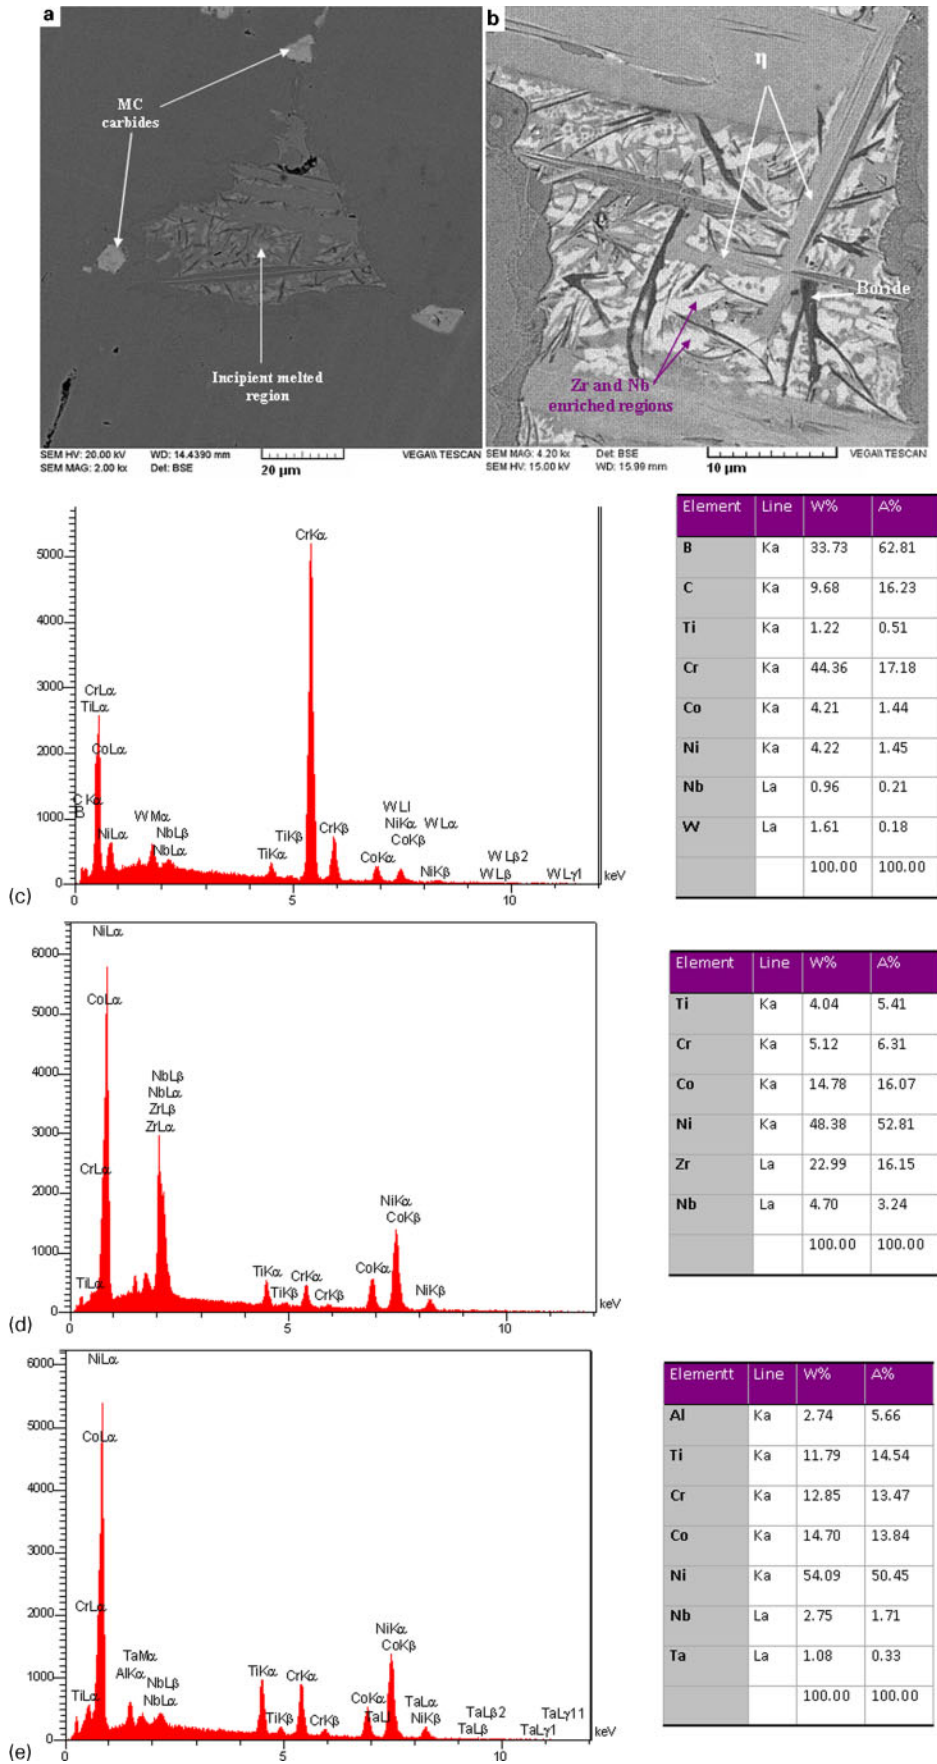 a
MC
carbides
Incipient melted
region
SEM HV: 20.00 kV WD: 14.4390 mm VEGA\\ TESCAN
SEM MAG: 2.00 kx Det: BSE 20 µm
b
η
Boride
Zr and Nb
enriched regions
SEM MAG: 4.20 kx Det: BSE VEGA\\ TESCAN
SEM HV: 15.00 kV WD: 15.99 mm 10 µm
CrKα
5000
4000
3000
CrLα
TiLα
2000
CoLα
C Kα
B
1000
NiLα
W Mα
NbLβ
NbLα
TiKβ
TiKα
CrKβ
W Ll
NiKα W Lα
CoKβ
CoKα
NiKβ
W Lβ2
W Lβ W Lγ1
0
0 5 10 keV
(c)
Element Line W% A%
B Ka 33.73 62.81
C Ka 9.68 16.23
Ti Ka 1.22 0.51
Cr Ka 44.36 17.18
Co Ka 4.21 1.44
Ni Ka 4.22 1.45
Nb La 0.96 0.21
W La 1.61 0.18
100.00 100.00
NiLα
6000
CoLα
5000
4000
NbLβ
NbLα
ZrLβ
ZrLα
3000
CrLα
2000
NiKα
CoKβ
1000
TiLα
TiKα
TiKβ
CrKα
CrKβ
CoKα
NiKβ
0
0 5 10 keV
(d)
Element Line W% A%
Ti Ka 4.04 5.41
Cr Ka 5.12 6.31
Co Ka 14.78 16.07
Ni Ka 48.38 52.81
Zr La 22.99 16.15
Nb La 4.70 3.24
100.00 100.00
NiLα
6000
5000
CoLα
4000
3000
CrLα
2000
NiKα
CoKβ
TaMα
AlKα
NbLβ
NbLα
1000
TiLα
TiKα
TiKβ
CrKα
CrKβ
CoKα
TaLl
TaLα
NiKβ
TaLβ2
TaLβ
TaLγ11
TaLγ1
0
0 5 10 keV
(e)
Elementt Line W% A%
Al Ka 2.74 5.66
Ti Ka 11.79 14.54
Cr Ka 12.85 13.47
Co Ka 14.70 13.84
Ni Ka 54.09 50.45
Nb La 2.75 1.71
Ta La 1.08 0.33
100.00 100.00